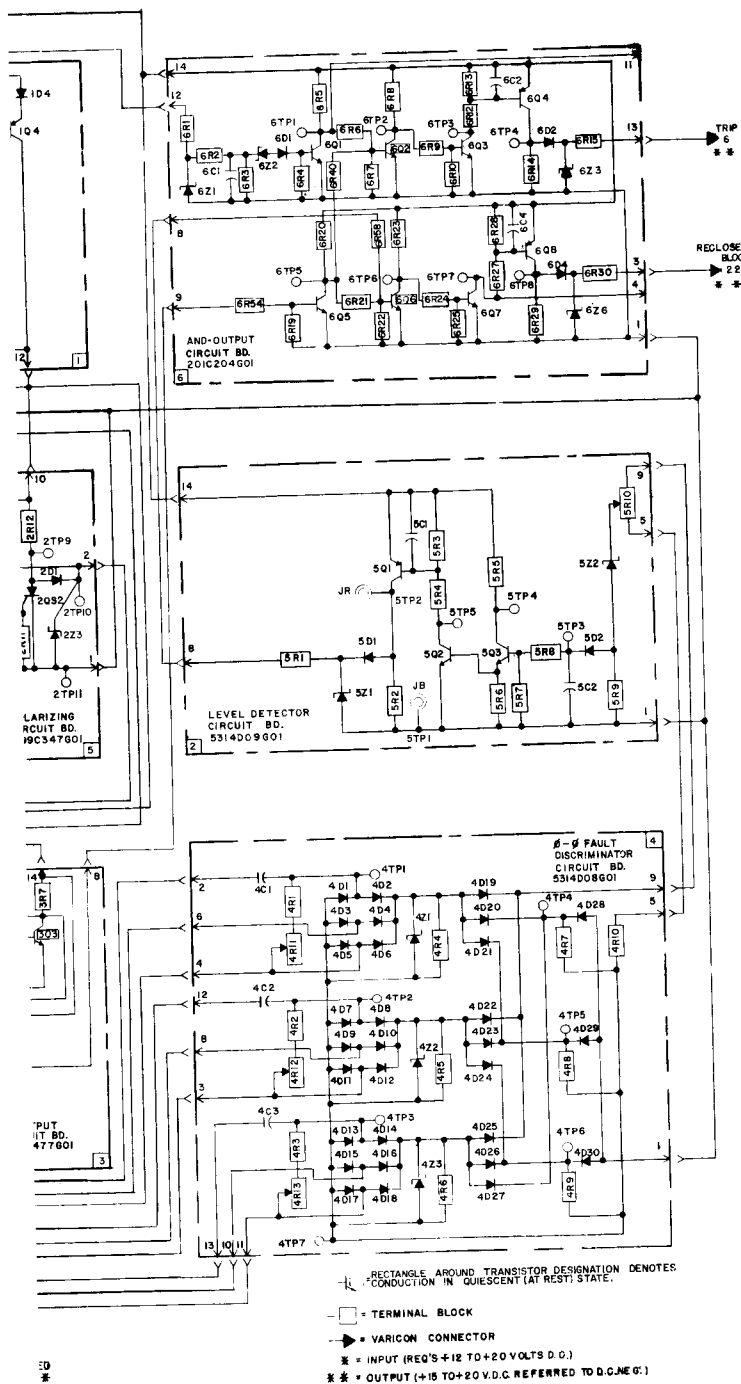 14
11
1D4
1Q4
12
6R1
6R5
6R8
6R13
6R12
6C2
6Q4
6TP1
6R6
6TP2
6TP3
6TP4
6D2
13
TRIP
6
* *
6R2
6D1
6Z2
6Q1
6Q2
6R9
6Q3
6R15
6C1
6R3
6R4
6R40
6R7
6R10
6R14
6Z3
6Z1
8
6R20
6R58
6R23
6R28
6C4
6Q8
RECLOSE
BLOC
22
* *
6TP5
6TP6
6TP7
6R27
6D4
6TP8
6R30
3
4
9
6R54
6R21
6Q6
6R24
6R19
6Q5
6R22
6R25
6Q7
6R29
6Z6
1
AND-OUTPUT
CIRCUIT BD.
201C204G01
6
12
1
10
14
9
2R12
5R10
5
2TP9
2
5C1
5R3
5R5
5Z2
2D1
5Q1
2QS2
2TP10
JR
5TP2
5R4
5TP5
5TP4
5TP3
2Z3
5D1
5Q2
5Q3
5R8
5D2
8
5R1
2TP11
5Z1
5R2
JB
5R6
5R7
5C2
5R9
LARIZING
RCUIT BD.
19C347G01
5
LEVEL DETECTOR
CIRCUIT BD.
5314D09G01
2
5TP1
1
4
Ø-Ø FAULT
DISCRIMINATOR
CIRCUIT BD.
5314D08G01
14
8
3R7
3Q3
2
4C1
4TP1
4D1
4D2
4D19
9
4TP4
4D28
5
6
4R1
4D3
4D4
4Z1
4D20
4R4
4R7
4R10
4R11
4D5
4D6
4D21
4
12
4C2
4TP2
4D7
4D8
4D22
4TP5
4R2
4D9
4D10
4Z2
4D23
4D29
8
4R5
4R8
4R12
4D11
4D12
4D24
3
4C3
4TP3
4D13
4D14
4D25
4TP6
TPUT
IT BD.
477G01
3
4R3
4D15
4D16
4Z3
4D26
4D30
1
4R13
4D17
4D18
4R6
4D27
4R9
13
10
11
4TP7
= RECTANGLE AROUND TRANSISTOR DESIGNATION DENOTES
CONDUCTION IN QUIESCENT (AT REST) STATE.
= TERMINAL BLOCK
= VARICON CONNECTOR
* = INPUT (REQ'S +12 TO +20 VOLTS D.C.)
* * = OUTPUT (+15 TO +20 V.D.C. REFERRED TO D.C. NEG.)
ED
*